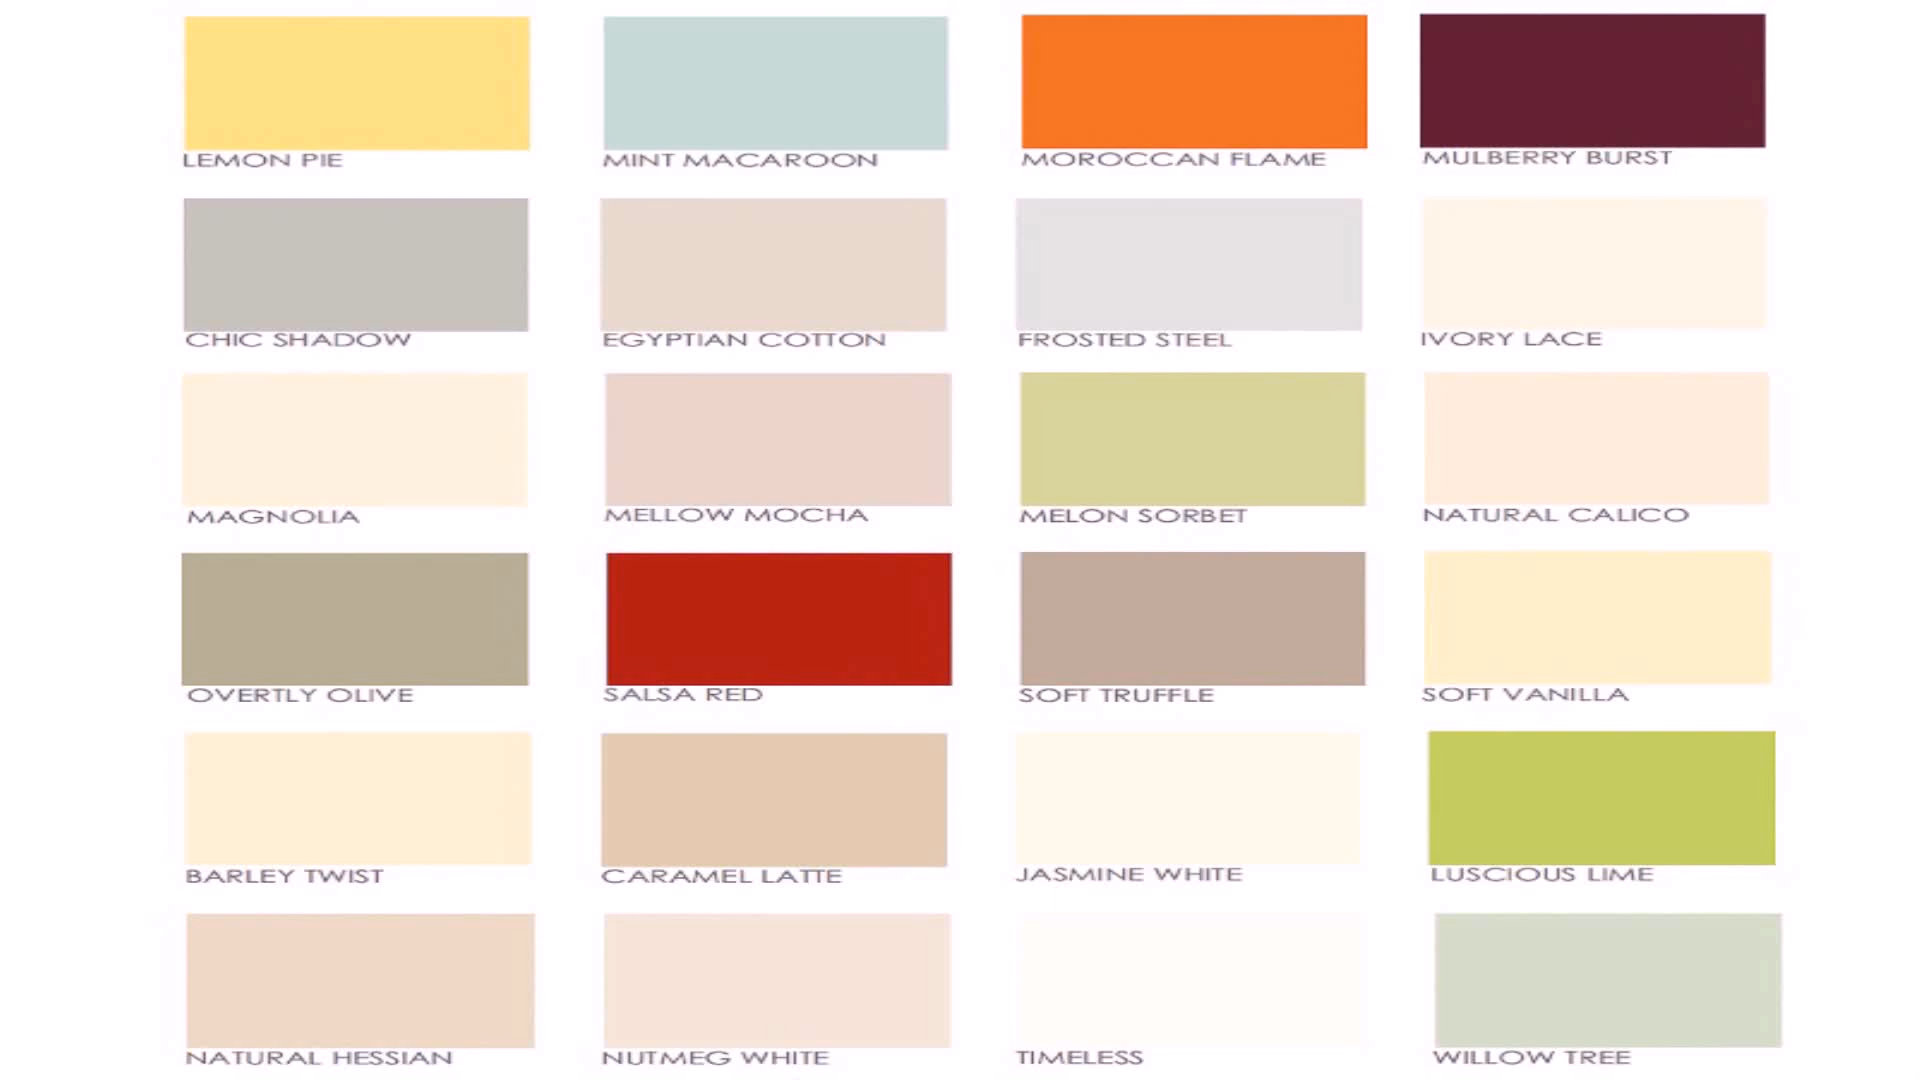 LEMON PIE
MINT MACAROON
MOROCCAN FLAME
MULBERRY BURST
CHIC SHADOW
EGYPTIAN COTTON
FROSTED STEEL
IVORY LACE
MAGNOLIA
MELLOW MOCHA
MELON SORBET
NATURAL CALICO
OVERTLY OLIVE
SALSA RED
SOFT TRUFFLE
SOFT VANILLA
BARLEY TWIST
CARAMEL LATTE
JASMINE WHITE
LUSCIOUS LIME
NATURAL HESSIAN
NUTMEG WHITE
TIMELESS
WILLOW TREE